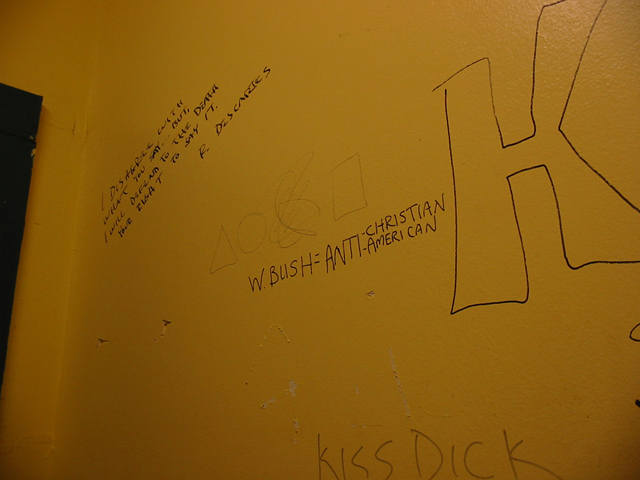 I DISAGREE WITH
WHAT YOU SAY, BUT,
I WILL DEFEND TO THE DEATH
YOUR RIGHT TO SAY IT.
R. DESCARTES
W. BUSH = ANTI-CHRISTIAN
-AMERICAN
KISS DICK